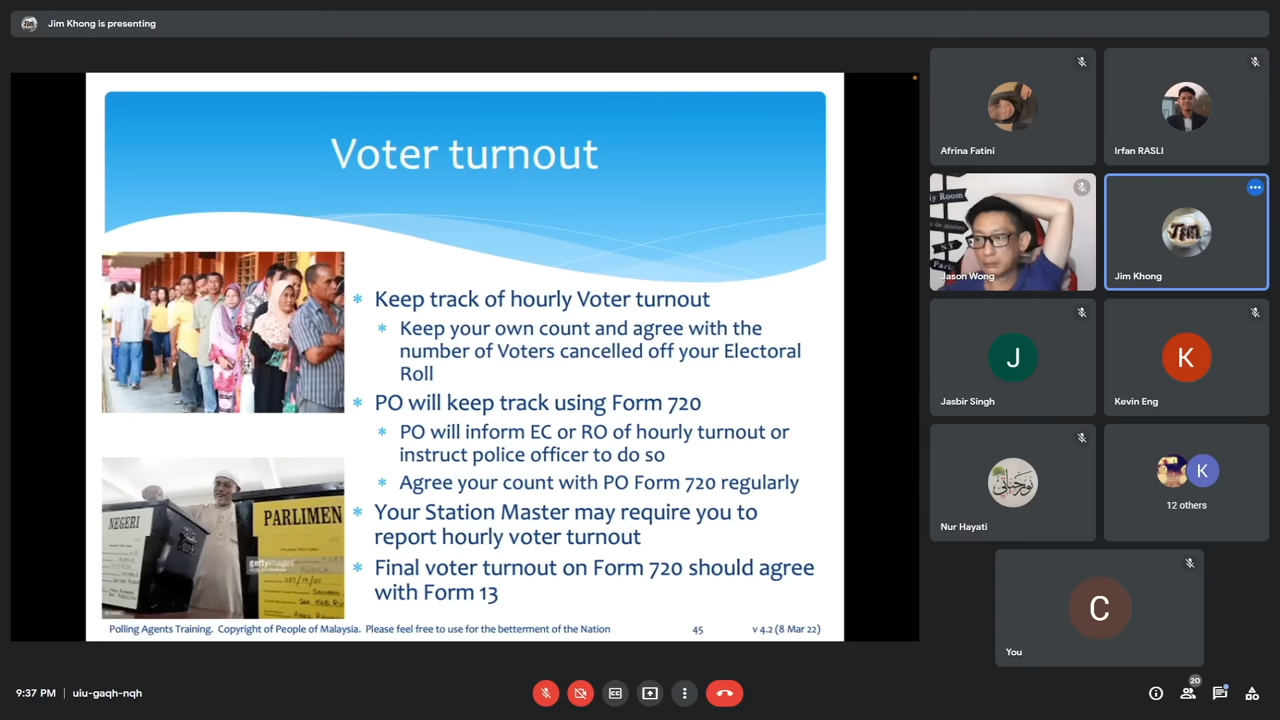 Jim Khong is presenting
Voter turnout
* Keep track of hourly Voter turnout
* Keep your own count and agree with the
number of Voters cancelled off your Electoral
Roll
* PO will keep track using Form 720
* PO will inform EC or RO of hourly turnout or
instruct police officer to do so
* Agree your count with PO Form 720 regularly
* Your Station Master may require you to
report hourly voter turnout
* Final voter turnout on Form 720 should agree
with Form 13
NEGERI
PARLIMEN
gettyimages
Polling Agents Training. Copyright of People of Malaysia. Please feel free to use for the betterment of the Nation 45 v 4.2 (8 Mar 22)
Afrina Fatini
Irfan RASLI
Room
NY
Pari
Jason Wong
Jim
Jim Khong
J
Jasbir Singh
K
Kevin Eng
Nur Hayati
K
12 others
C
You
9:37 PM | uiu-gaqh-nqh
20